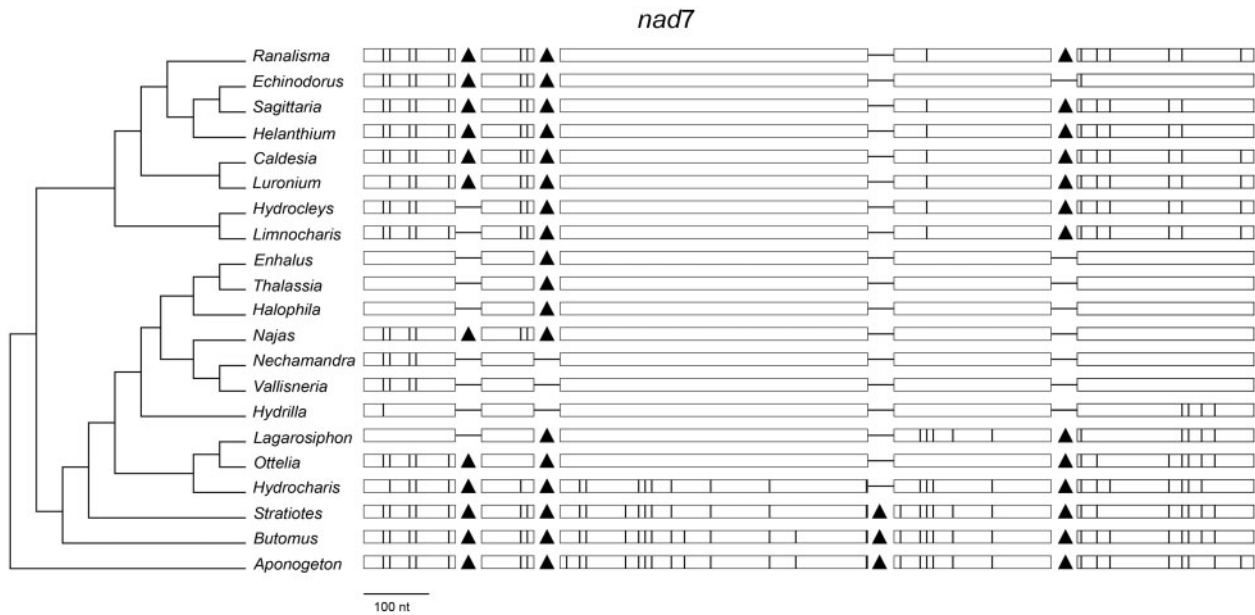 nad7
Ranalisma
Echinodorus
Sagittaria
Helanthium
Caldesia
Luronium
Hydrocleys
Limnocharis
Enhalus
Thalassia
Halophila
Najas
Nechamandra
Vallisneria
Hydrilla
Lagarosiphon
Ottelia
Hydrocharis
Stratiotes
Butomus
Aponogeton
100 nt